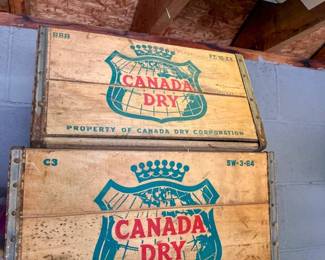 BBB
CANADA
DRY
PROPERTY OF CANADA DRY CORPORATION
C3
SW-3-64
CANADA
DRY